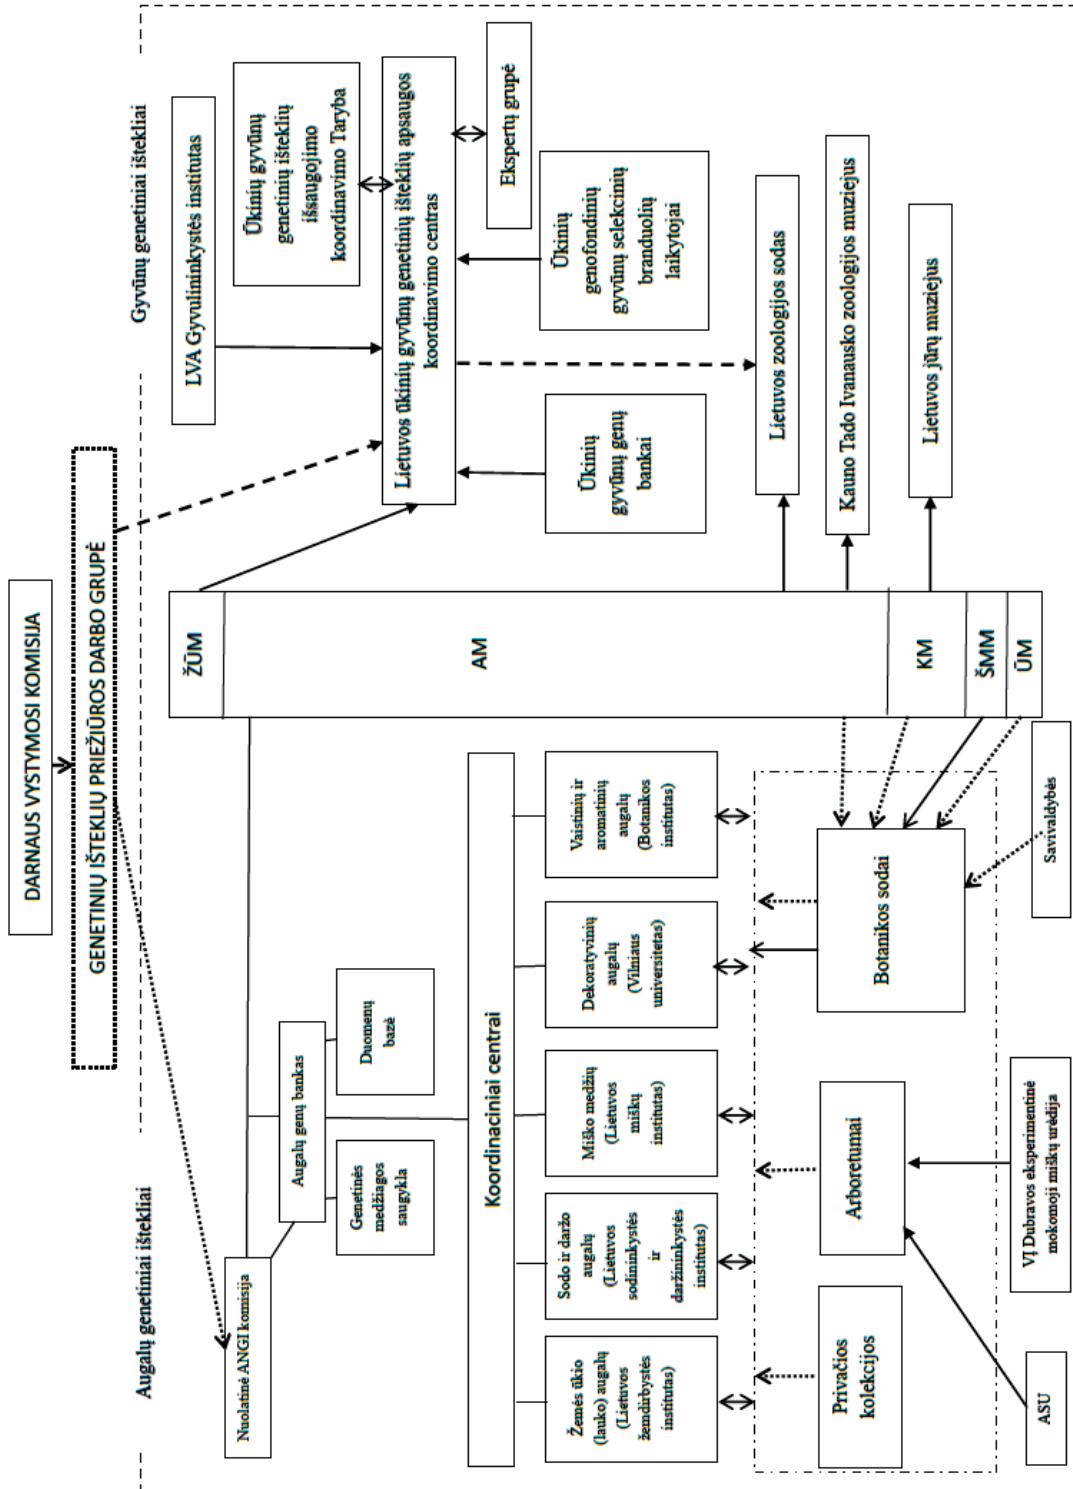 DARNAUS VYSTYMOSI KOMISIJA
GENETINIŲ IŠTEKLIŲ PRIEŽIŪROS DARBO GRUPĖ
Augalų genetiniai ištekliai
Gyvūnų genetiniai ištekliai
Nuolatinė ANGI komisija
Augalų genų bankas
Genetinės
medžiagos
saugykla
Duomenų
bazė
Koordinaciniai centrai
Žemės ūkio
(lauko) augalų
(Lietuvos
žemdirbystės
institutas)
Sodo ir daržo
augalų
(Lietuvos
sodininkystės
ir
daržininkystės
institutas)
Miško medžių
(Lietuvos
miškų
institutas)
Dekoratyvinių
augalų
(Vilniaus
universitetas)
Vaistinių ir
aromatinių
augalų
(Botanikos
institutas)
Privačios
kolekcijos
Arboretumai
Botanikos sodai
ASU
VĮ Dubravos eksperimentinė
mokomoji miškų urėdija
Savivaldybės
ŽŪM
AM
KM
ŠMM
ŪM
LVA Gyvulininkystės institutas
Ūkinių gyvūnų
genetinių išteklių
išsaugojimo
koordinavimo Taryba
Lietuvos ūkinių gyvūnų genetinių išteklių apsaugos
koordinavimo centras
Ekspertų grupė
Ūkinių
gyvūnų genų
bankai
Ūkinių
genofondinių
gyvūnų selekcinių
branduolių
laikytojai
Lietuvos zoologijos sodas
Kauno Tado Ivanausko zoologijos muziejus
Lietuvos jūrų muziejus